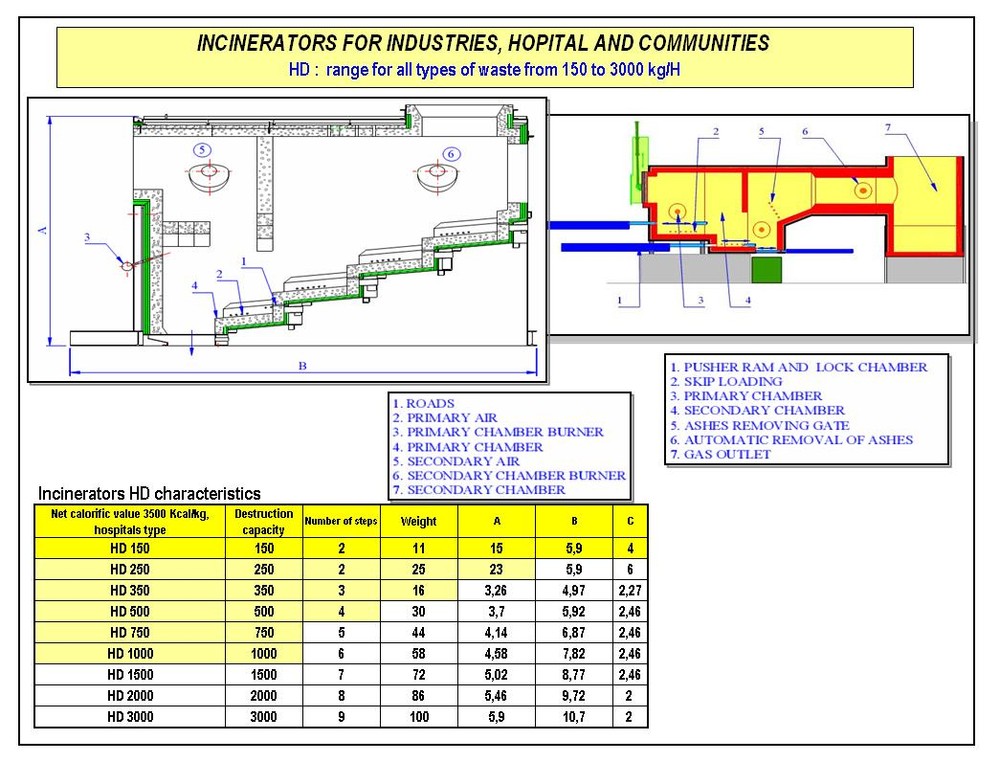 INCINERATORS FOR INDUSTRIES, HOPITAL AND COMMUNITIES
HD : range for all types of waste from 150 to 3000 kg/H
A
5
6
3
2
1
4
B
2
5
6
7
1
3
4
1. ROADS
2. PRIMARY AIR
3. PRIMARY CHAMBER BURNER
4. PRIMARY CHAMBER
5. SECONDARY AIR
6. SECONDARY CHAMBER BURNER
7. SECONDARY CHAMBER
1. PUSHER RAM AND LOCK CHAMBER
2. SKIP LOADING
3. PRIMARY CHAMBER
4. SECONDARY CHAMBER
5. ASHES REMOVING GATE
6. AUTOMATIC REMOVAL OF ASHES
7. GAS OUTLET
Incinerators HD characteristics
Net calorific value 3500 Kcal/kg, hospitals type Destruction capacity Number of steps Weight A B C
HD 150 150 2 11 15 5,9 4
HD 250 250 2 25 23 5,9 6
HD 350 350 3 16 3,26 4,97 2,27
HD 500 500 4 30 3,7 5,92 2,46
HD 750 750 5 44 4,14 6,87 2,46
HD 1000 1000 6 58 4,58 7,82 2,46
HD 1500 1500 7 72 5,02 8,77 2,46
HD 2000 2000 8 86 5,46 9,72 2
HD 3000 3000 9 100 5,9 10,7 2